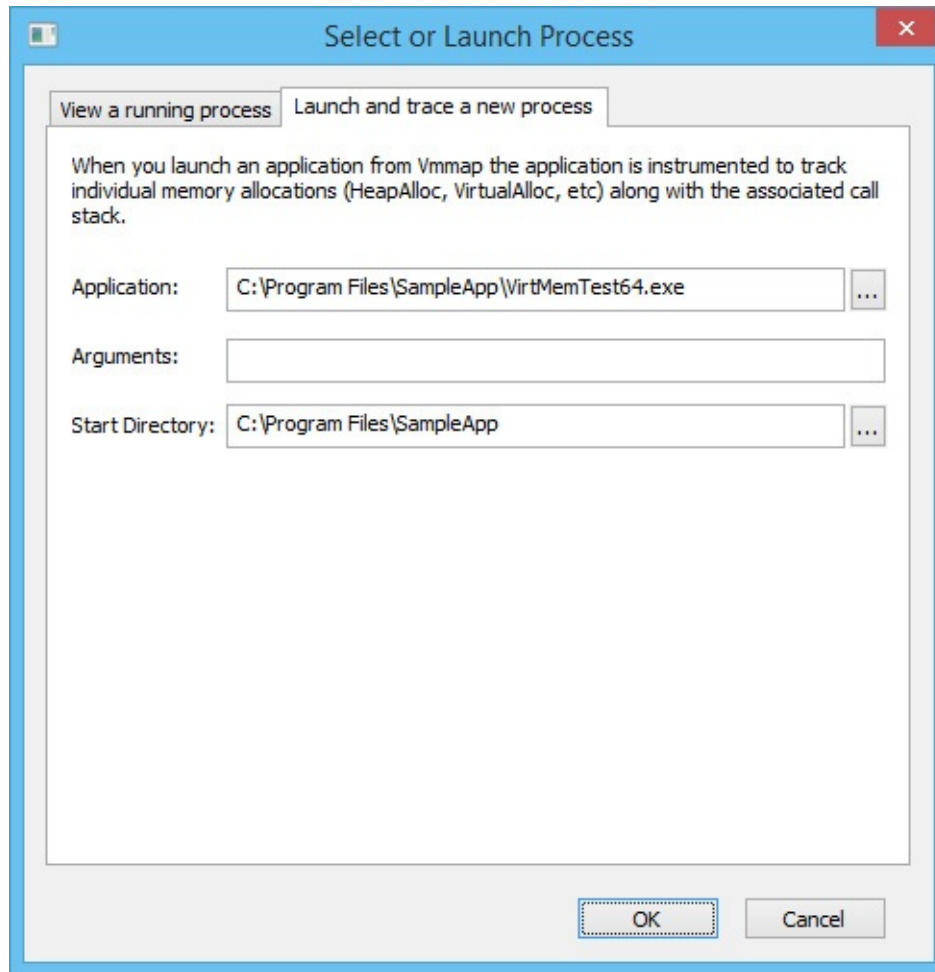 Select or Launch Process
View a running process
Launch and trace a new process
When you launch an application from Vmmap the application is instrumented to track
individual memory allocations (HeapAlloc, VirtualAlloc, etc) along with the associated call
stack.
Application: C:\Program Files\SampleApp\VirtMemTest64.exe ...
Arguments:
Start Directory: C:\Program Files\SampleApp ...
OK Cancel